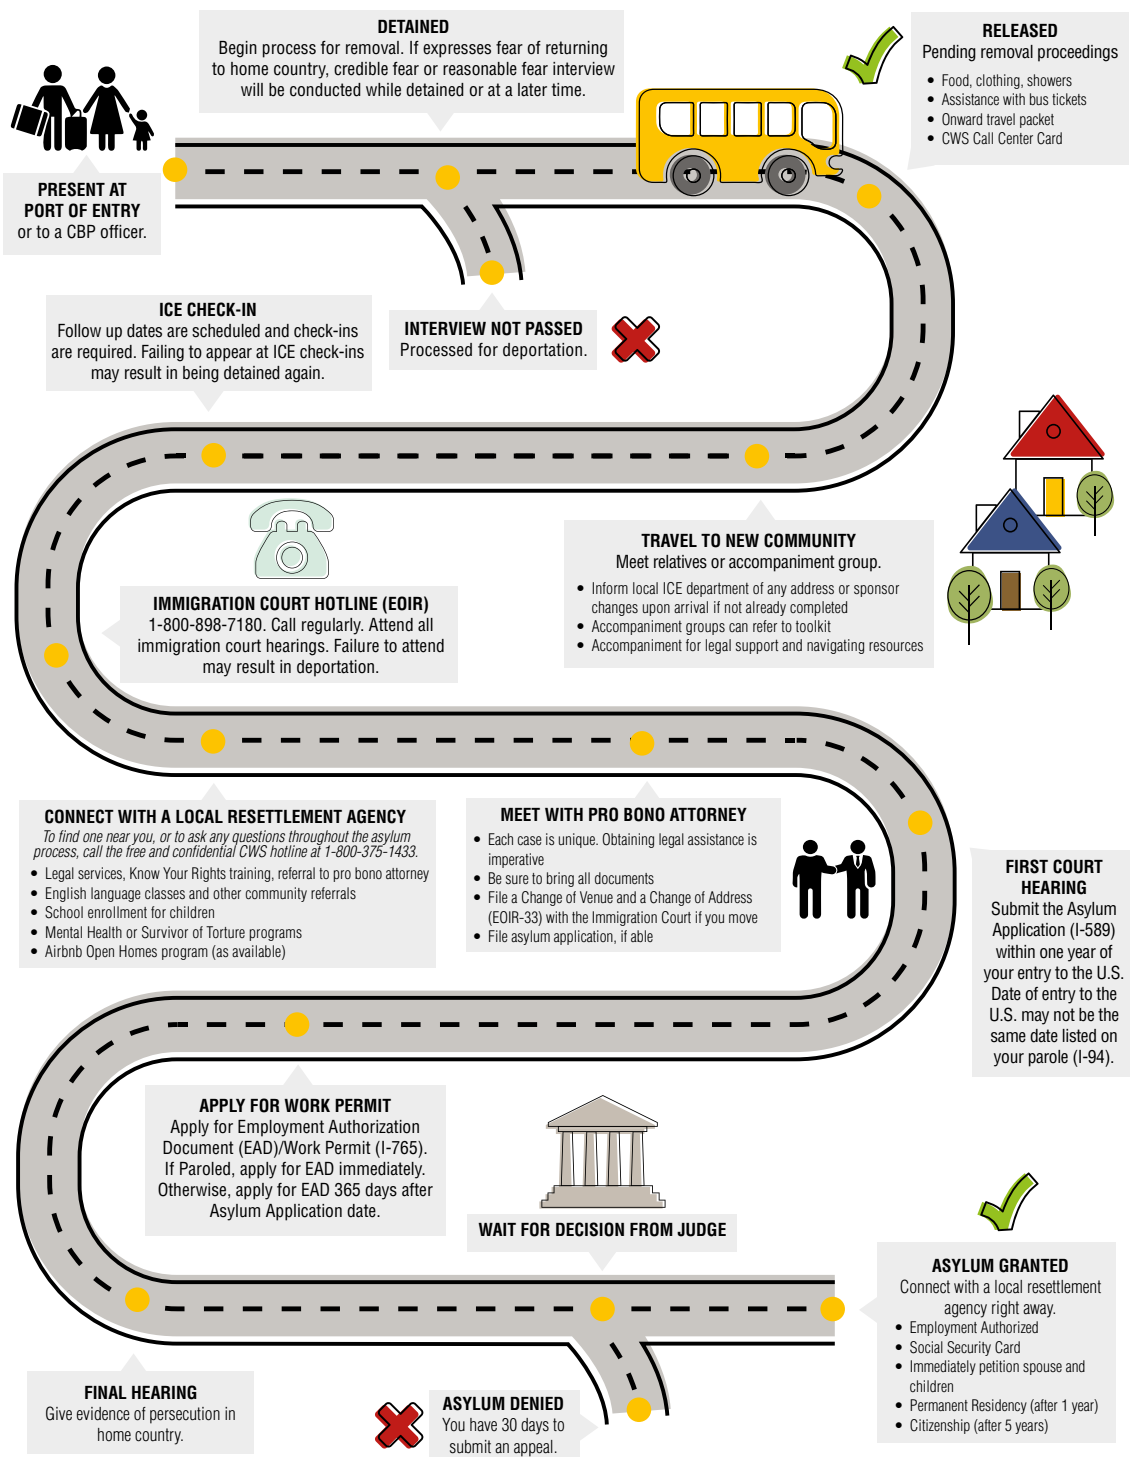 DETAINED
Begin process for removal. If expresses fear of returning
to home country, credible fear or reasonable fear interview
will be conducted while detained or at a later time.
RELEASED
Pending removal proceedings
• Food, clothing, showers
• Assistance with bus tickets
• Onward travel packet
• CWS Call Center Card
PRESENT AT
PORT OF ENTRY
or to a CBP officer.
ICE CHECK-IN
Follow up dates are scheduled and check-ins
are required. Failing to appear at ICE check-ins
may result in being detained again.
INTERVIEW NOT PASSED
Processed for deportation.
TRAVEL TO NEW COMMUNITY
Meet relatives or accompaniment group.
• Inform local ICE department of any address or sponsor
changes upon arrival if not already completed
• Accompaniment groups can refer to toolkit
• Accompaniment for legal support and navigating resources
IMMIGRATION COURT HOTLINE (EOIR)
1-800-898-7180. Call regularly. Attend all
immigration court hearings. Failure to attend
may result in deportation.
CONNECT WITH A LOCAL RESETTLEMENT AGENCY
To find one near you, or to ask any questions throughout the asylum
process, call the free and confidential CWS hotline at 1-800-375-1433.
• Legal services, Know Your Rights training, referral to pro bono attorney
• English language classes and other community referrals
• School enrollment for children
• Mental Health or Survivor of Torture programs
• Airbnb Open Homes program (as available)
MEET WITH PRO BONO ATTORNEY
• Each case is unique. Obtaining legal assistance is
imperative
• Be sure to bring all documents
• File a Change of Venue and a Change of Address
(EOIR-33) with the Immigration Court if you move
• File asylum application, if able
FIRST COURT
HEARING
Submit the Asylum
Application (I-589)
within one year of
your entry to the U.S.
Date of entry to the
U.S. may not be the
same date listed on
your parole (I-94).
APPLY FOR WORK PERMIT
Apply for Employment Authorization
Document (EAD)/Work Permit (I-765).
If Paroled, apply for EAD immediately.
Otherwise, apply for EAD 365 days after
Asylum Application date.
WAIT FOR DECISION FROM JUDGE
ASYLUM GRANTED
Connect with a local resettlement
agency right away.
• Employment Authorized
• Social Security Card
• Immediately petition spouse and
children
• Permanent Residency (after 1 year)
• Citizenship (after 5 years)
FINAL HEARING
Give evidence of persecution in
home country.
ASYLUM DENIED
You have 30 days to
submit an appeal.